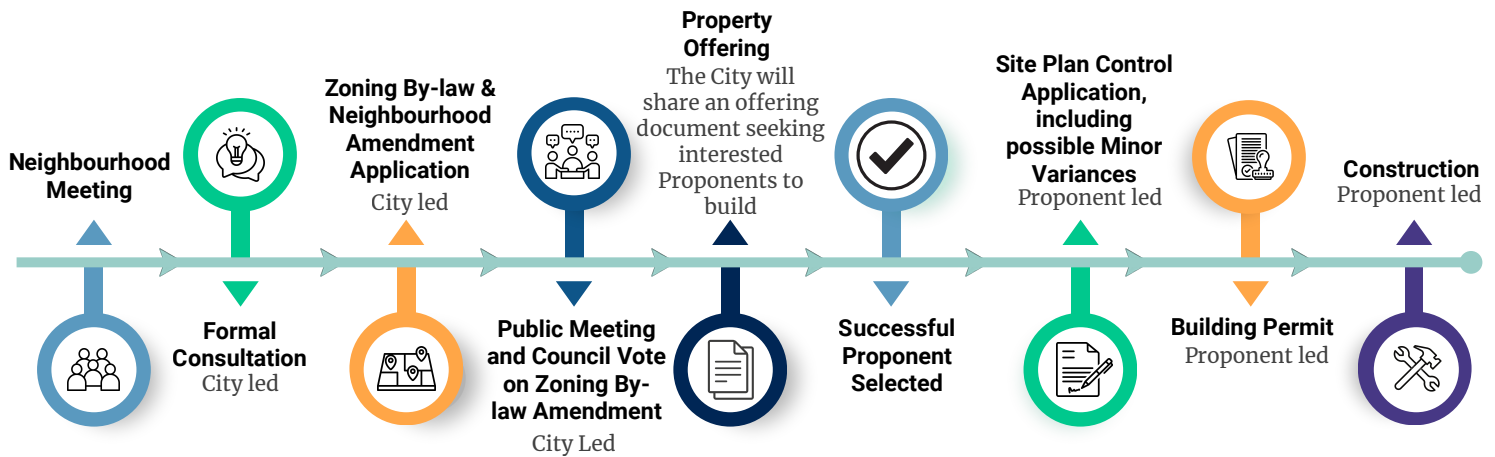 Neighbourhood
Meeting
Formal
Consultation
City led
Zoning By-law &
Neighbourhood
Amendment
Application
City led
Public Meeting
and Council Vote
on Zoning By-
law Amendment
City Led
Property
Offering
The City will
share an offering
document seeking
interested
Proponents to
build
Successful
Proponent
Selected
Site Plan Control
Application,
including
possible Minor
Variances
Proponent led
Building Permit
Proponent led
Construction
Proponent led